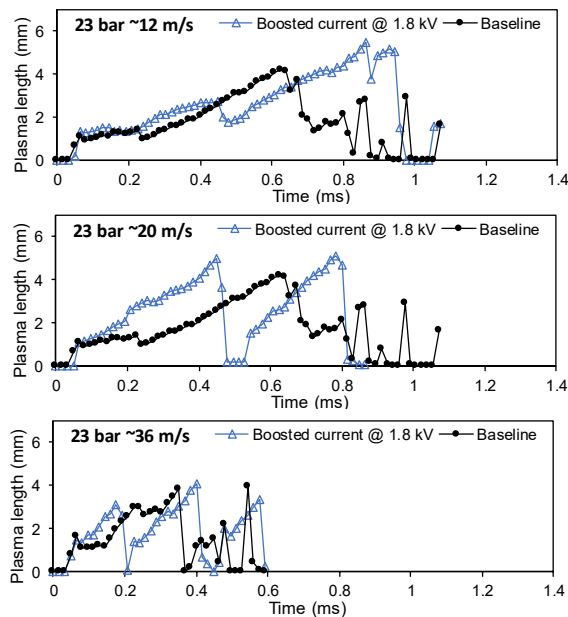 23 bar ~12 m/s
Boosted current @ 1.8 kV
Baseline
Plasma length (mm)
6
4
2
0
0 0.2 0.4 0.6 0.8 1 1.2 1.4
Time (ms)
23 bar ~20 m/s
Boosted current @ 1.8 kV
Baseline
Plasma length (mm)
6
4
2
0
0 0.2 0.4 0.6 0.8 1 1.2 1.4
Time (ms)
23 bar ~36 m/s
Boosted current @ 1.8 kV
Baseline
Plasma length (mm)
6
4
2
0
0 0.2 0.4 0.6 0.8 1 1.2 1.4
Time (ms)